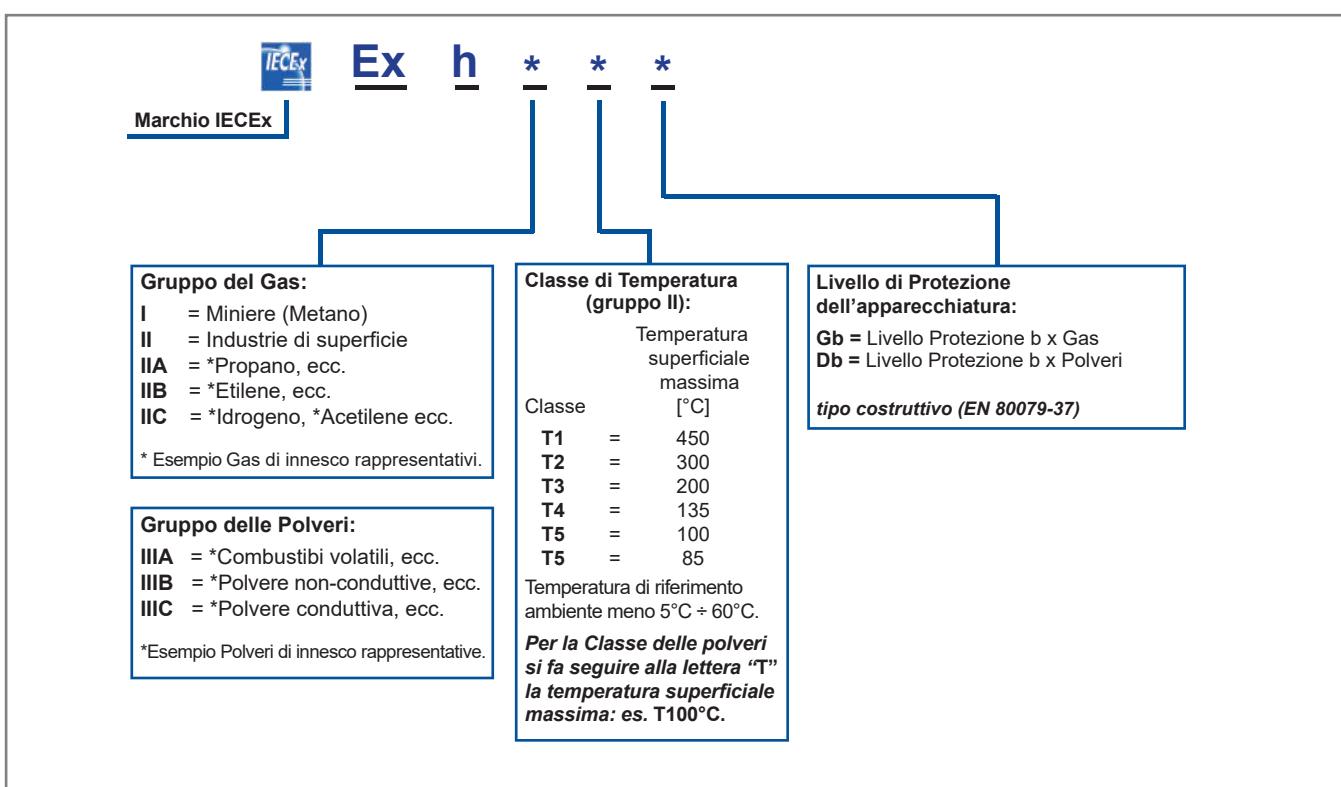 IECEx Ex h * * *
Marchio IECEx
Gruppo del Gas:
I = Miniere (Metano)
II = Industrie di superficie
IIA = *Propano, ecc.
IIB = *Etilene, ecc.
IIC = *Idrogeno, *Acetilene ecc.
* Esempio Gas di innesco rappresentativi.
Gruppo delle Polveri:
IIIA = *Combustibi volatili, ecc.
IIIB = *Polvere non-conduttive, ecc.
IIIC = *Polvere conduttiva, ecc.
*Esempio Polveri di innesco rappresentative.
Classe di Temperatura
(gruppo II):
Temperatura
superficiale
massima
Classe [°C]
T1 = 450
T2 = 300
T3 = 200
T4 = 135
T5 = 100
T5 = 85
Temperatura di riferimento
ambiente meno 5°C ÷ 60°C.
Per la Classe delle polveri
si fa seguire alla lettera “T”
la temperatura superficiale
massima: es. T100°C.
Livello di Protezione
dell’apparecchiatura:
Gb = Livello Protezione b x Gas
Db = Livello Protezione b x Polveri
tipo costruttivo (EN 80079-37)